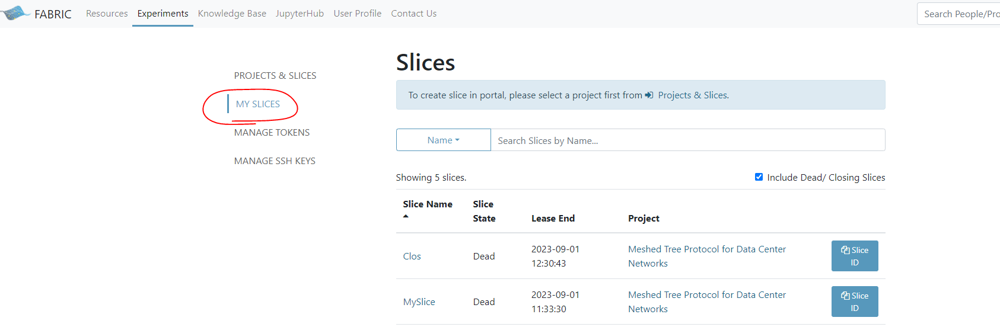 FABRIC Resources Experiments Knowledge Base JupyterHub User Profile Contact Us Search People/Pro
PROJECTS & SLICES
MY SLICES
MANAGE TOKENS
MANAGE SSH KEYS
Slices
To create slice in portal, please select a project first from Projects & Slices.
Name Search Slices by Name...
Showing 5 slices. Include Dead/ Closing Slices
Slice Name Slice State Lease End Project
Clos Dead 2023-09-01 12:30:43 Meshed Tree Protocol for Data Center Networks Slice ID
MySlice Dead 2023-09-01 11:33:30 Meshed Tree Protocol for Data Center Networks Slice ID